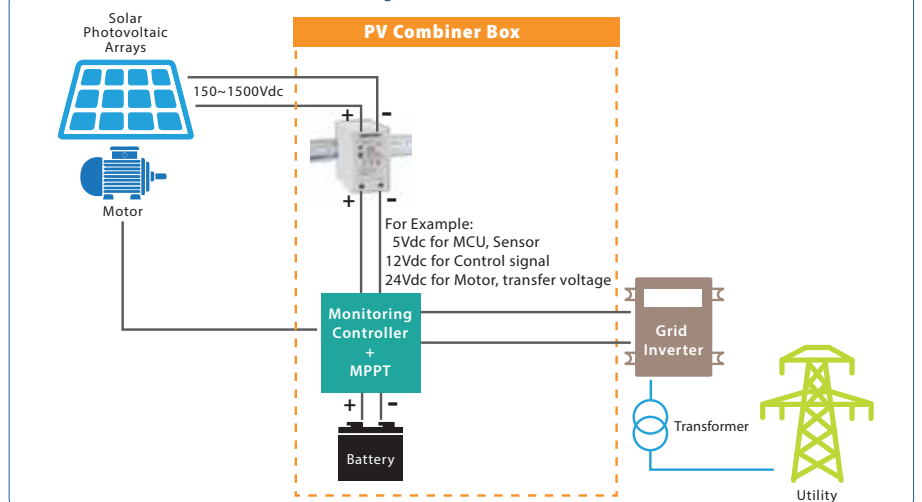 Solar
Photovoltaic
Arrays
PV Combiner Box
150~1500Vdc
+ -
+ -
Motor
For Example:
5Vdc for MCU, Sensor
12Vdc for Control signal
24Vdc for Motor, transfer voltage
Monitoring
Controller
+
MPPT
Grid
Inverter
+ -
Battery
Transformer
Utility